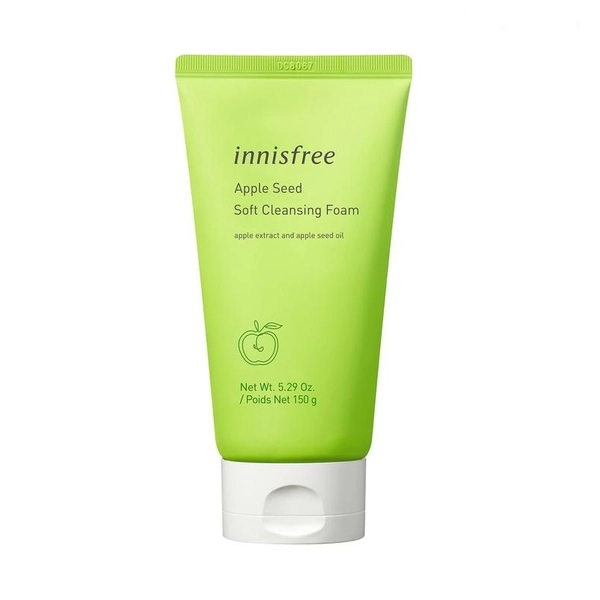 innisfree
Apple Seed
Soft Cleansing Foam
apple extract and apple seed oil
Net Wt. 5.29 Oz.
/ Poids Net 150 g